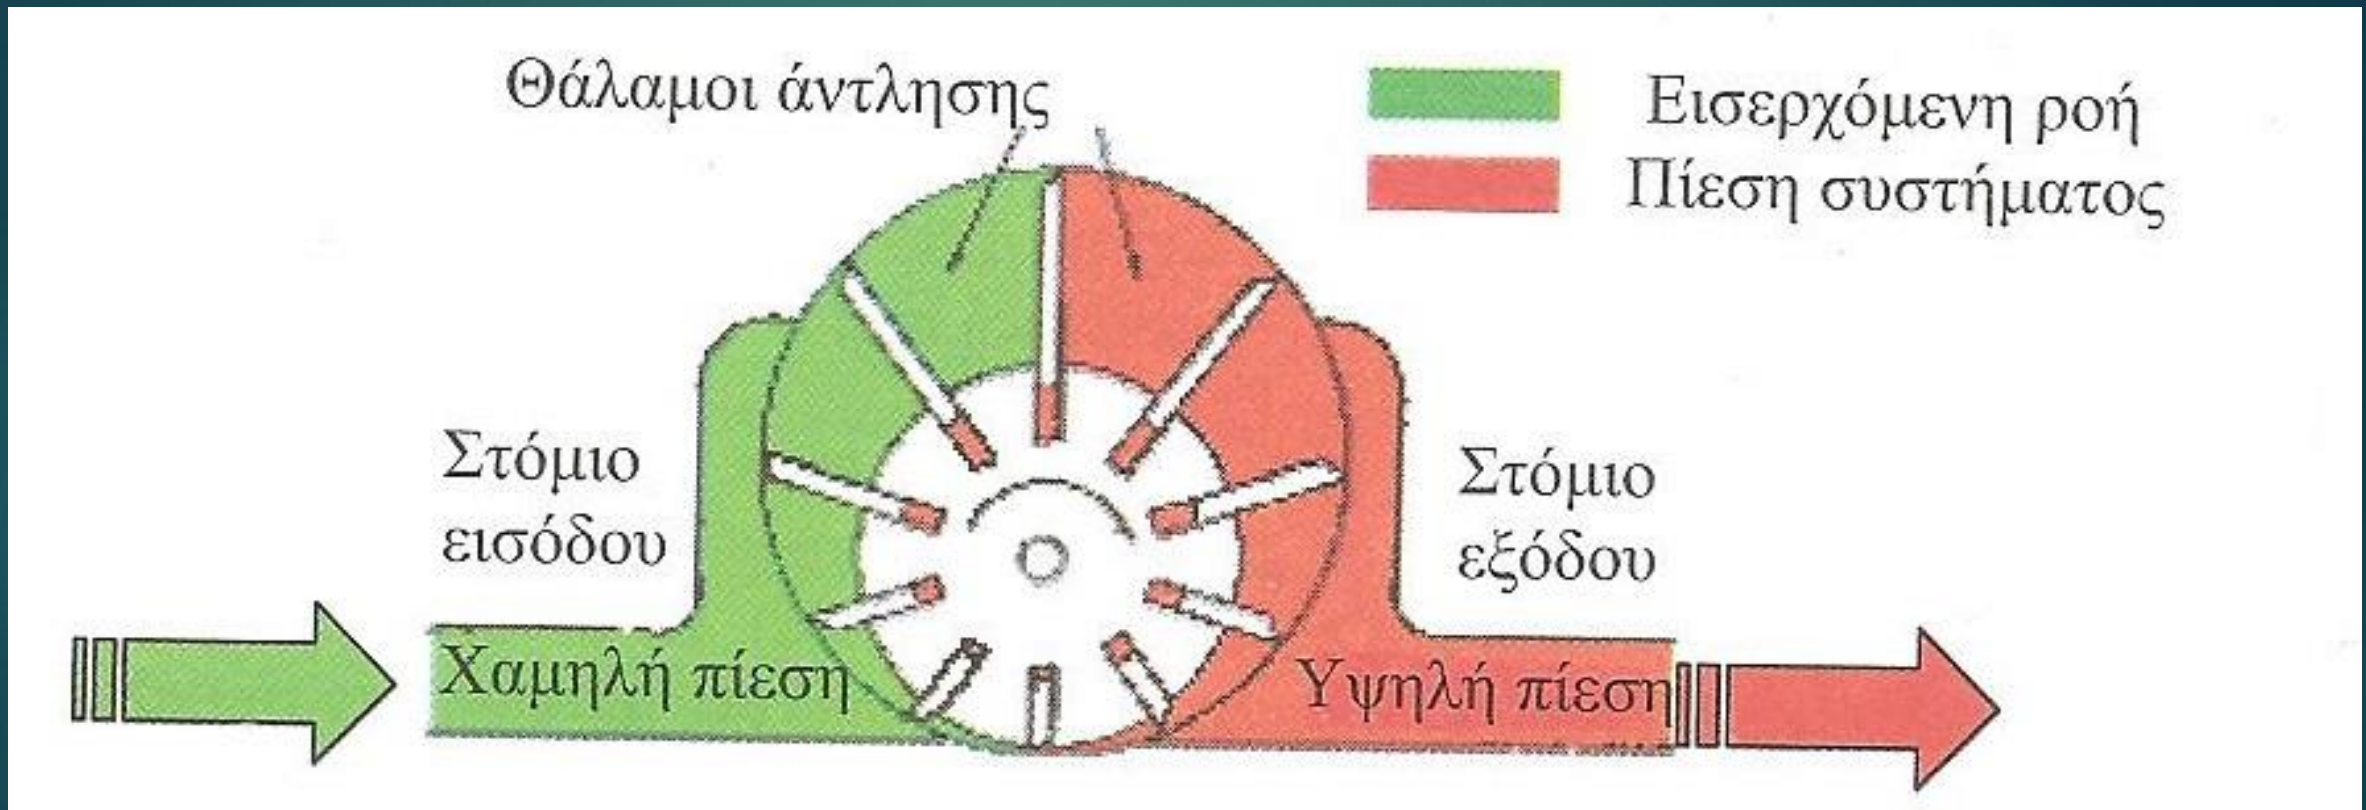 Θάλαμοι άντλησης
Εισερχόμενη ροή
Πίεση συστήματος
Στόμιο
εισόδου
Στόμιο
εξόδου
Χαμηλή πίεση
Υψηλή πίεση